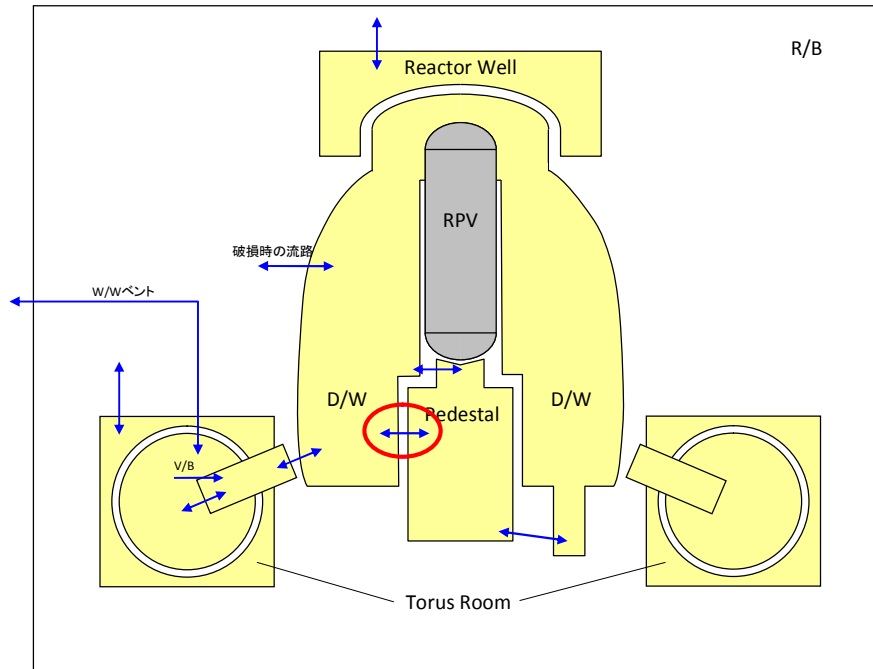 R/B
Reactor Well
RPV
破損時の流路
W/Wベント
D/W
Pedestal
D/W
V/B
Torus Room